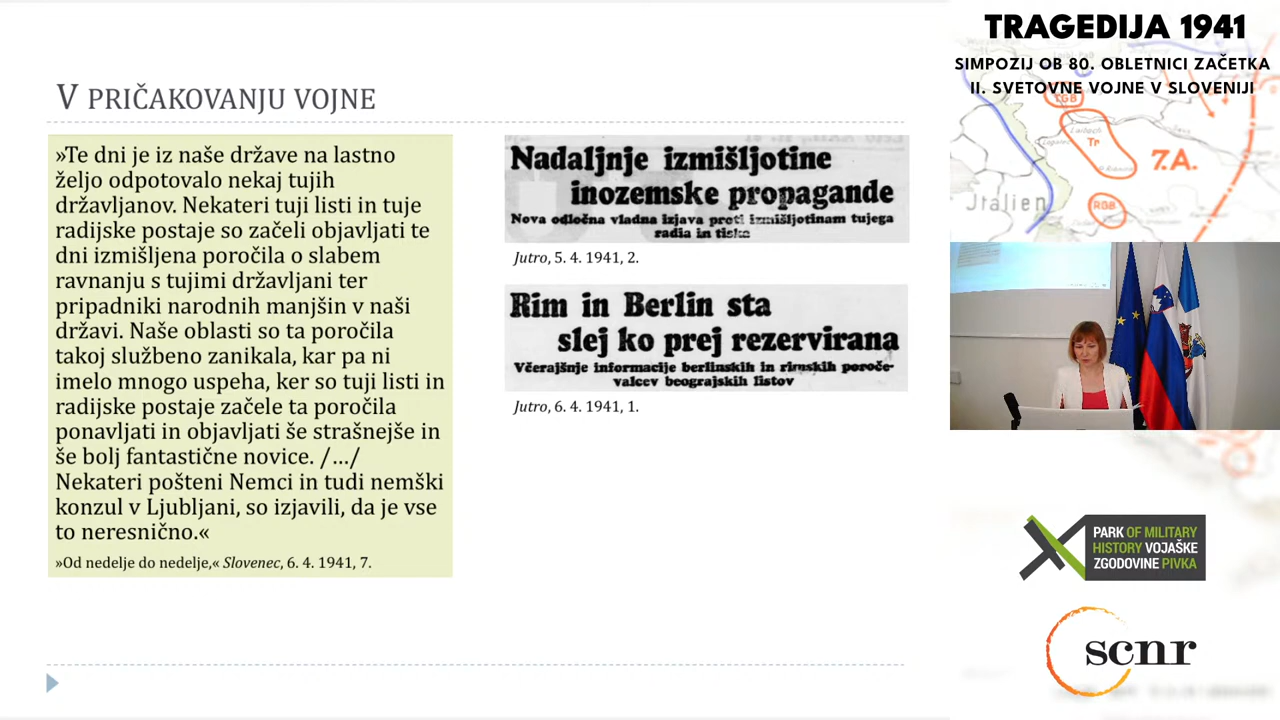 V PRIČAKOVANJU VOJNE
»Te dni je iz naše države na lastno
željo odpotovalo nekaj tujih
državljanov. Nekateri tuji listi in tuje
radijske postaje so začeli objavljati te
dni izmišljena poročila o slabem
ravnanju s tujimi državljani ter
pripadniki narodnih manjšin v naši
državi. Naše oblasti so ta poročila
takoj službeno zanikala, kar pa ni
imelo mnogo uspeha, ker so tuji listi in
radijske postaje začele ta poročila
ponavljati in objavljati še strašnejše in
še bolj fantastične novice. /…/
Nekateri pošteni Nemci in tudi nemški
konzul v Ljubljani, so izjavili, da je vse
to neresnično.«
»Od nedelje do nedelje,« Slovenec, 6. 4. 1941, 7.
Nadaljnje izmišljotine
inozemske propagande
Nova odločna vladna izjava proti izmišljotinam tujega
radia in tiska
Jutro, 5. 4. 1941, 2.
Rim in Berlin sta
slej ko prej rezervirana
Včerajšnje informacije berlinskih in rimskih poroče-
valcev beograjskih listov
Jutro, 6. 4. 1941, 1.
TRAGEDIJA 1941
SIMPOZIJ OB 80. OBLETNICI ZAČETKA
II. SVETOVNE VOJNE V SLOVENIJI
TGB
Laibach
Tr
7.A.
Jtalien
RGB
PARK OF MILITARY
HISTORY VOJAŠKE
ZGODOVINE PIVKA
scnr